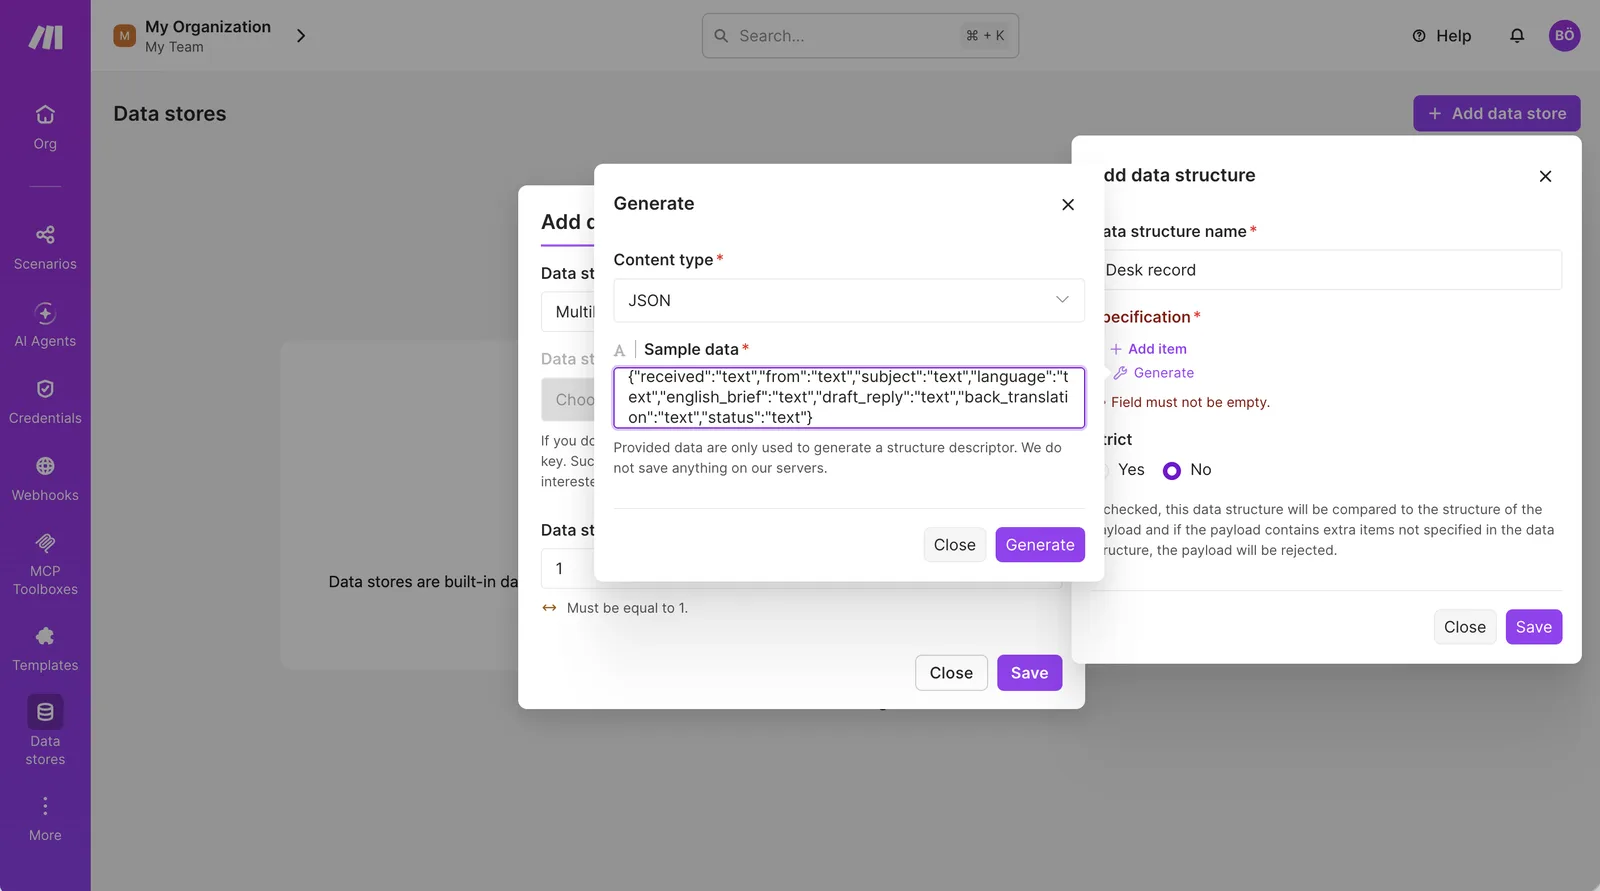 M
My Organization
My Team
Search...
⌘ + K
Help
BÖ
Org
Scenarios
AI Agents
Credentials
Webhooks
MCP
Toolboxes
Templates
Data
stores
More
Data stores
+ Add data store
Data stores are built-in da
Add d
Data st
Multil
Data st
Choo
If you do
key. Suc
intereste
Data st
1
Must be equal to 1.
Close
Save
Generate
Content type*
JSON
A | Sample data*
{"received":"text","from":"text","subject":"text","language":"t
ext","english_brief":"text","draft_reply":"text","back_translati
on":"text","status":"text"}
Provided data are only used to generate a structure descriptor. We do
not save anything on our servers.
Close
Generate
dd data structure
ata structure name*
Desk record
pecification*
+ Add item
Generate
Field must not be empty.
trict
Yes
No
checked, this data structure will be compared to the structure of the
yload and if the payload contains extra items not specified in the data
ructure, the payload will be rejected.
Close
Save